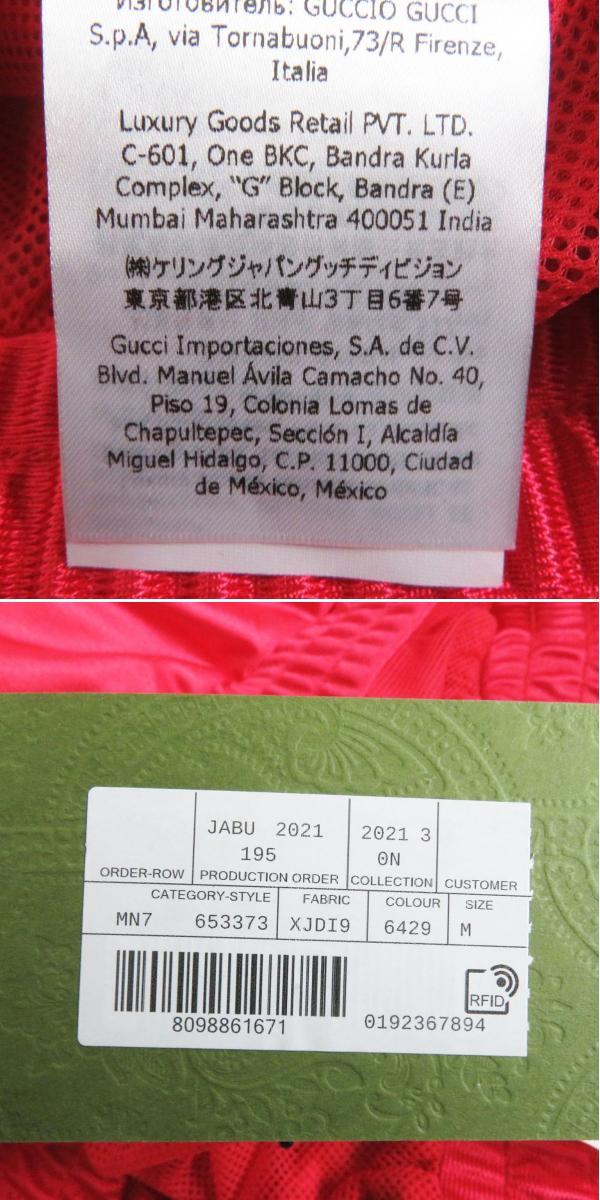 Изготовитель: GUCCIO GUCCI
S.p.A, via Tornabuoni,73/R Firenze,
Italia
Luxury Goods Retail PVT. LTD.
C-601, One BKC, Bandra Kurla
Complex, “G” Block, Bandra (E)
Mumbai Maharashtra 400051 India
㈱ケリングジャパングッチディビジョン
東京都港区北青山3丁目6番7号
Gucci Importaciones, S.A. de C.V.
Blvd. Manuel Ávila Camacho No. 40,
Piso 19, Colonia Lomas de
Chapultepec, Sección I, Alcaldía
Miguel Hidalgo, C.P. 11000, Ciudad
de México, México
JABU 2021 2021 3
195 0N
ORDER-ROW PRODUCTION ORDER COLLECTION CUSTOMER
CATEGORY-STYLE FABRIC COLOUR SIZE
MN7 653373 XJDI9 6429 M
RFID
8098861671 0192367894